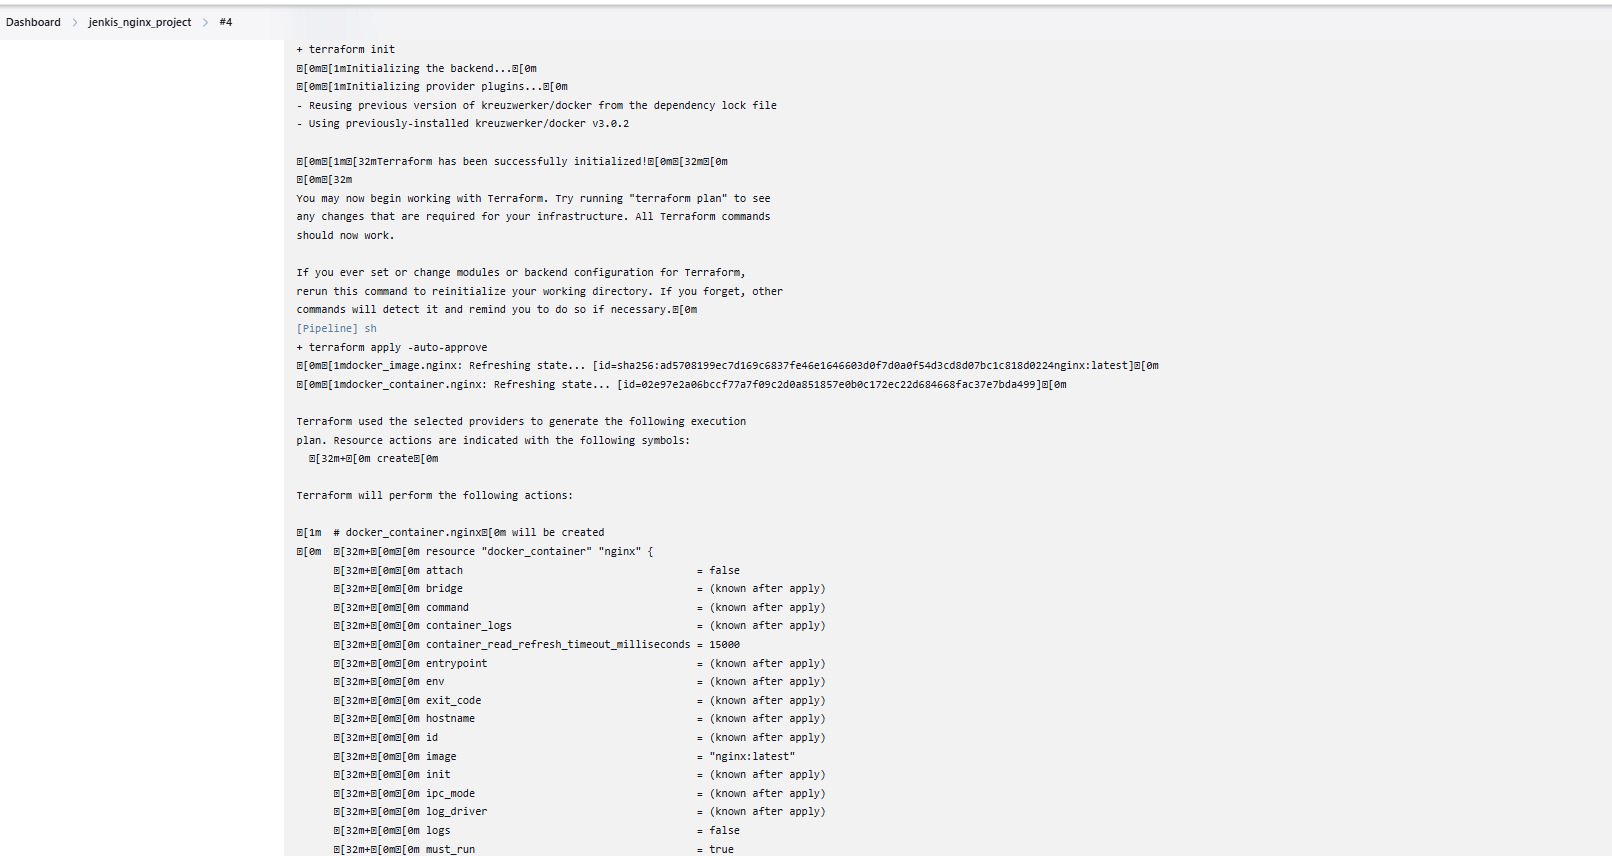 Dashboard > jenkis_nginx_project > #4
+ terraform init
[0m[1mInitializing the backend...[0m
[0m[1mInitializing provider plugins...[0m
- Reusing previous version of kreuzwerker/docker from the dependency lock file
- Using previously-installed kreuzwerker/docker v3.0.2
[0m[1m[32mTerraform has been successfully initialized![0m[32m[0m
[0m[32m
You may now begin working with Terraform. Try running "terraform plan" to see
any changes that are required for your infrastructure. All Terraform commands
should now work.
If you ever set or change modules or backend configuration for Terraform,
rerun this command to reinitialize your working directory. If you forget, other
commands will detect it and remind you to do so if necessary.[0m
[Pipeline] sh
+ terraform apply -auto-approve
[0m[1mdocker_image.nginx: Refreshing state... [id=sha256:ad5708199ec7d169c6837fe46e1646603d0f7d0a0f54d3cd8d07bc1c818d0224nginx:latest][0m
[0m[1mdocker_container.nginx: Refreshing state... [id=02e97e2a06bccf77a7f09c2d0a851857e0b0c172ec22d684668fac37e7bda499][0m
Terraform used the selected providers to generate the following execution
plan. Resource actions are indicated with the following symbols:
[32m+[0m create[0m
Terraform will perform the following actions:
[1m # docker_container.nginx[0m will be created
[0m [32m+[0m[0m resource "docker_container" "nginx" {
[32m+[0m[0m attach = false
[32m+[0m[0m bridge = (known after apply)
[32m+[0m[0m command = (known after apply)
[32m+[0m[0m container_logs = (known after apply)
[32m+[0m[0m container_read_refresh_timeout_milliseconds = 15000
[32m+[0m[0m entrypoint = (known after apply)
[32m+[0m[0m env = (known after apply)
[32m+[0m[0m exit_code = (known after apply)
[32m+[0m[0m hostname = (known after apply)
[32m+[0m[0m id = (known after apply)
[32m+[0m[0m image = "nginx:latest"
[32m+[0m[0m init = (known after apply)
[32m+[0m[0m ipc_mode = (known after apply)
[32m+[0m[0m log_driver = (known after apply)
[32m+[0m[0m logs = false
[32m+[0m[0m must_run = true